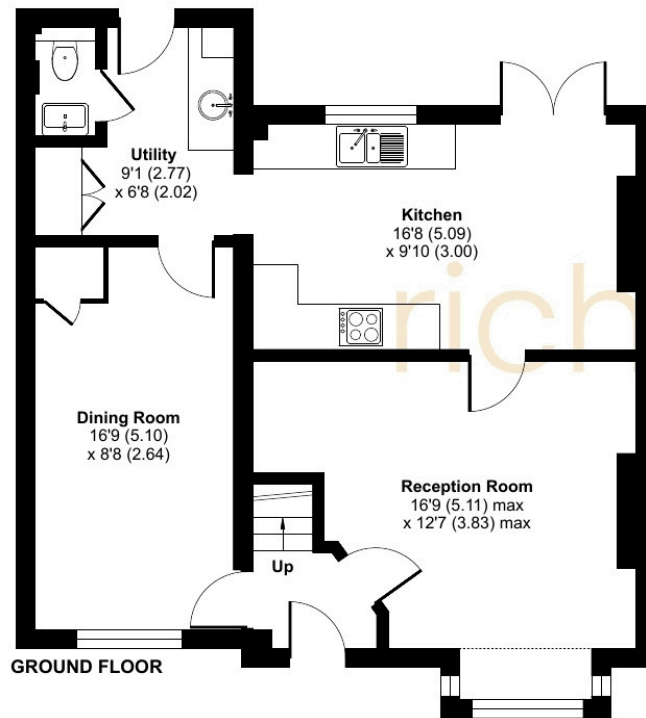 Utility
9'1 (2.77)
x 6'8 (2.02)
Kitchen
16'8 (5.09)
x 9'10 (3.00)
rich
Dining Room
16'9 (5.10)
x 8'8 (2.64)
Reception Room
16'9 (5.11) max
x 12'7 (3.83) max
Up
GROUND FLOOR